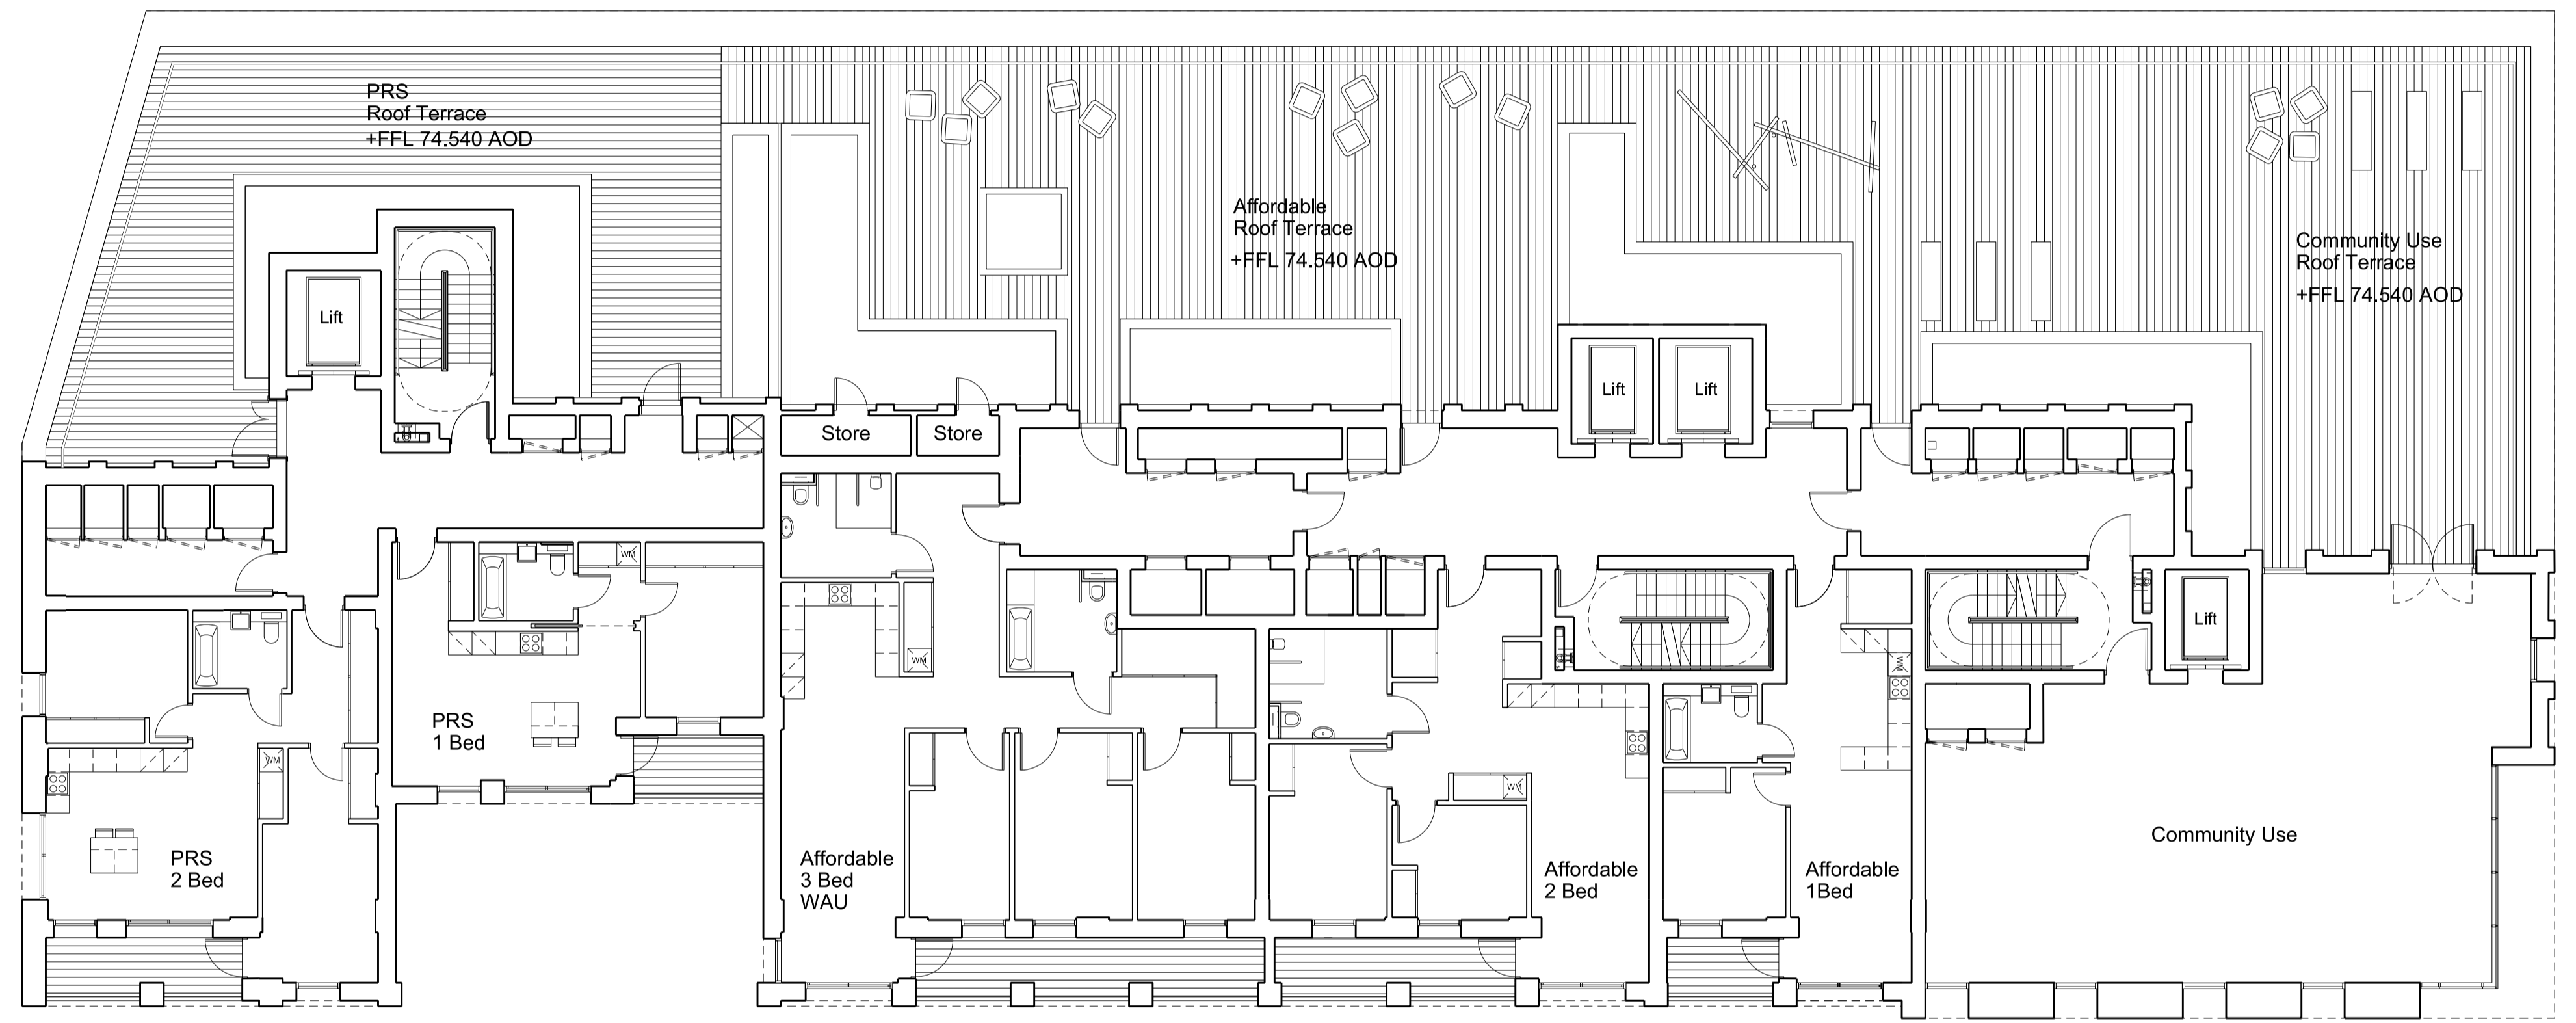 PRS
Roof Terrace
+FFL 74.540 AOD
Affordable
Roof Terrace
+FFL 74.540 AOD
Community Use
Roof Terrace
+FFL 74.540 AOD
Lift
Lift
Lift
Store
Store
WM
Lift
WM
WM
PRS
1 Bed
WM
WM
PRS
2 Bed
Affordable
3 Bed
WAU
Affordable
2 Bed
Affordable
1Bed
Community Use